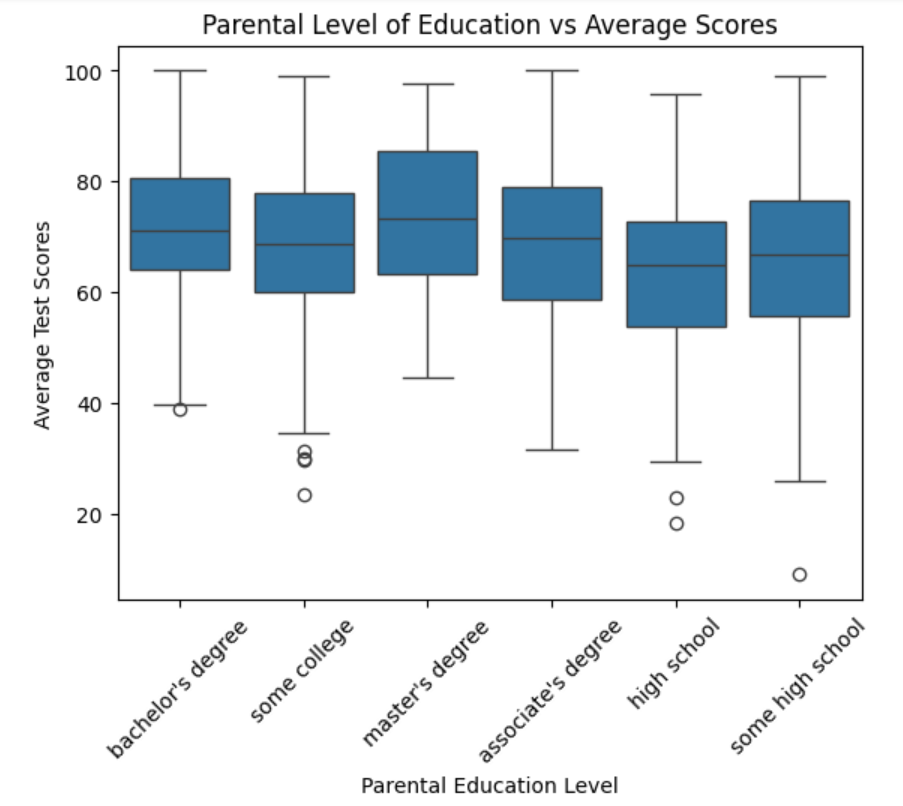 Parental Level of Education vs Average Scores
100
80
60
40
20
Average Test Scores
bachelor's degree
some college
master's degree
associate's degree
high school
some high school
Parental Education Level